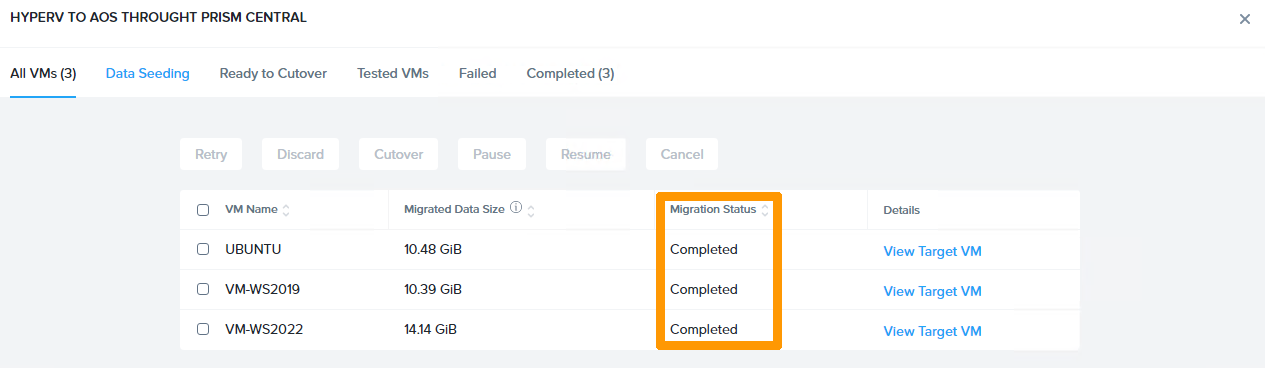 HYPERV TO AOS THROUGHT PRISM CENTRAL
All VMs (3) Data Seeding Ready to Cutover Tested VMs Failed Completed (3)
Retry Discard Cutover Pause Resume Cancel
VM Name Migrated Data Size Migration Status Details
UBUNTU 10.48 GiB Completed View Target VM
VM-WS2019 10.39 GiB Completed View Target VM
VM-WS2022 14.14 GiB Completed View Target VM